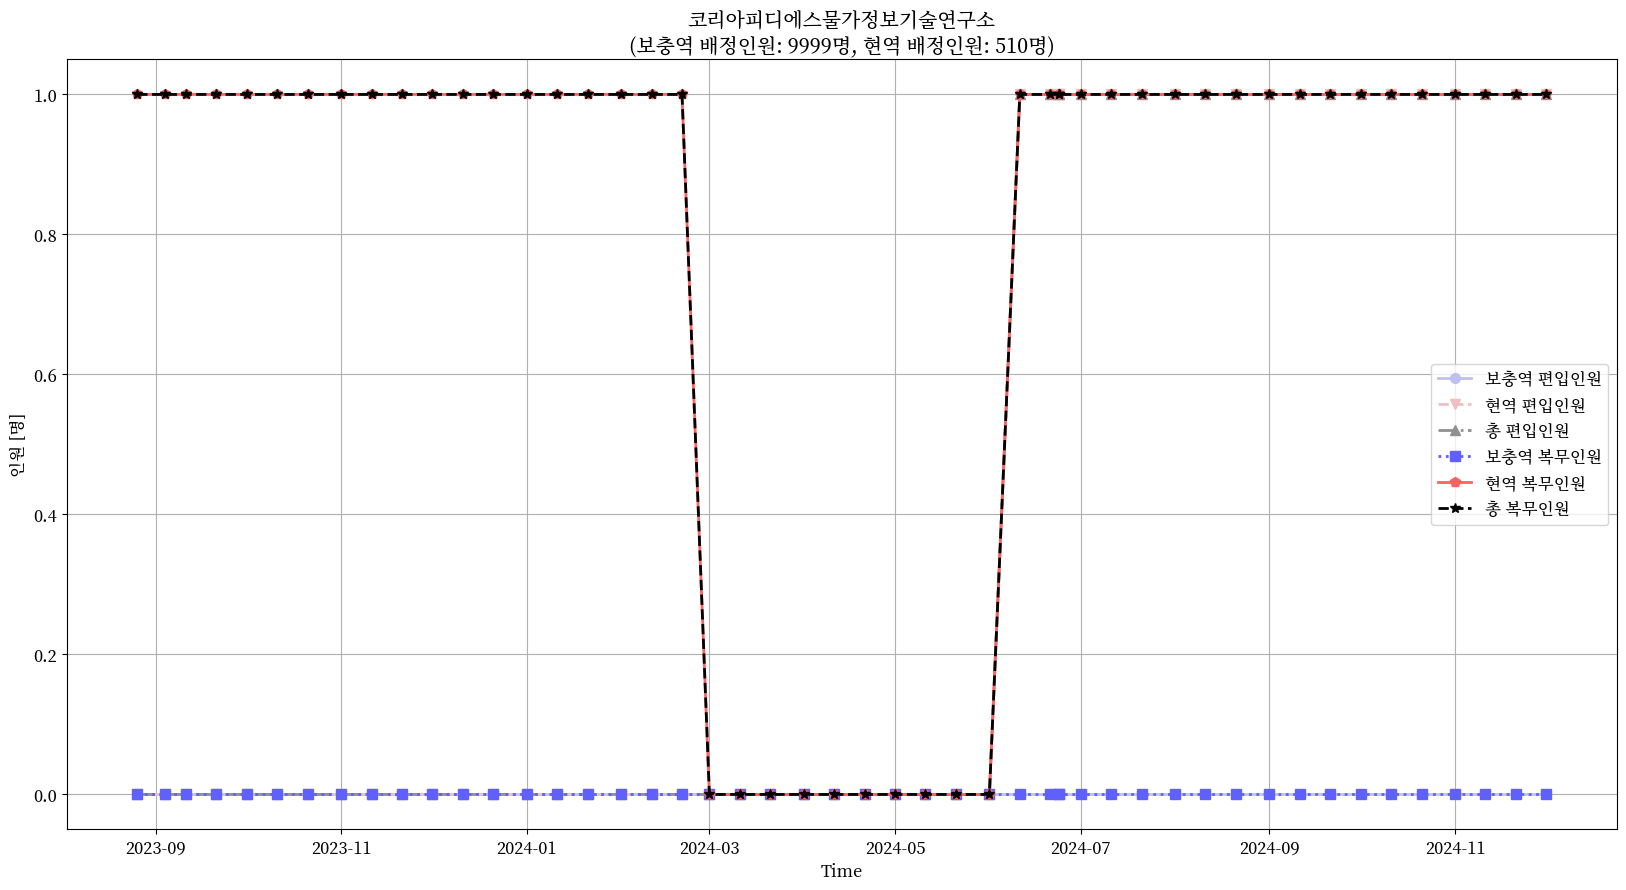 코리아피디에스물가정보기술연구소
(보충역 배정인원: 9999명, 현역 배정인원: 510명)
1.0
0.8
0.6
0.4
0.2
0.0
인원 [명]
보충역 편입인원
현역 편입인원
총 편입인원
보충역 복무인원
현역 복무인원
총 복무인원
2023-09
2023-11
2024-01
2024-03
2024-05
2024-07
2024-09
2024-11
Time